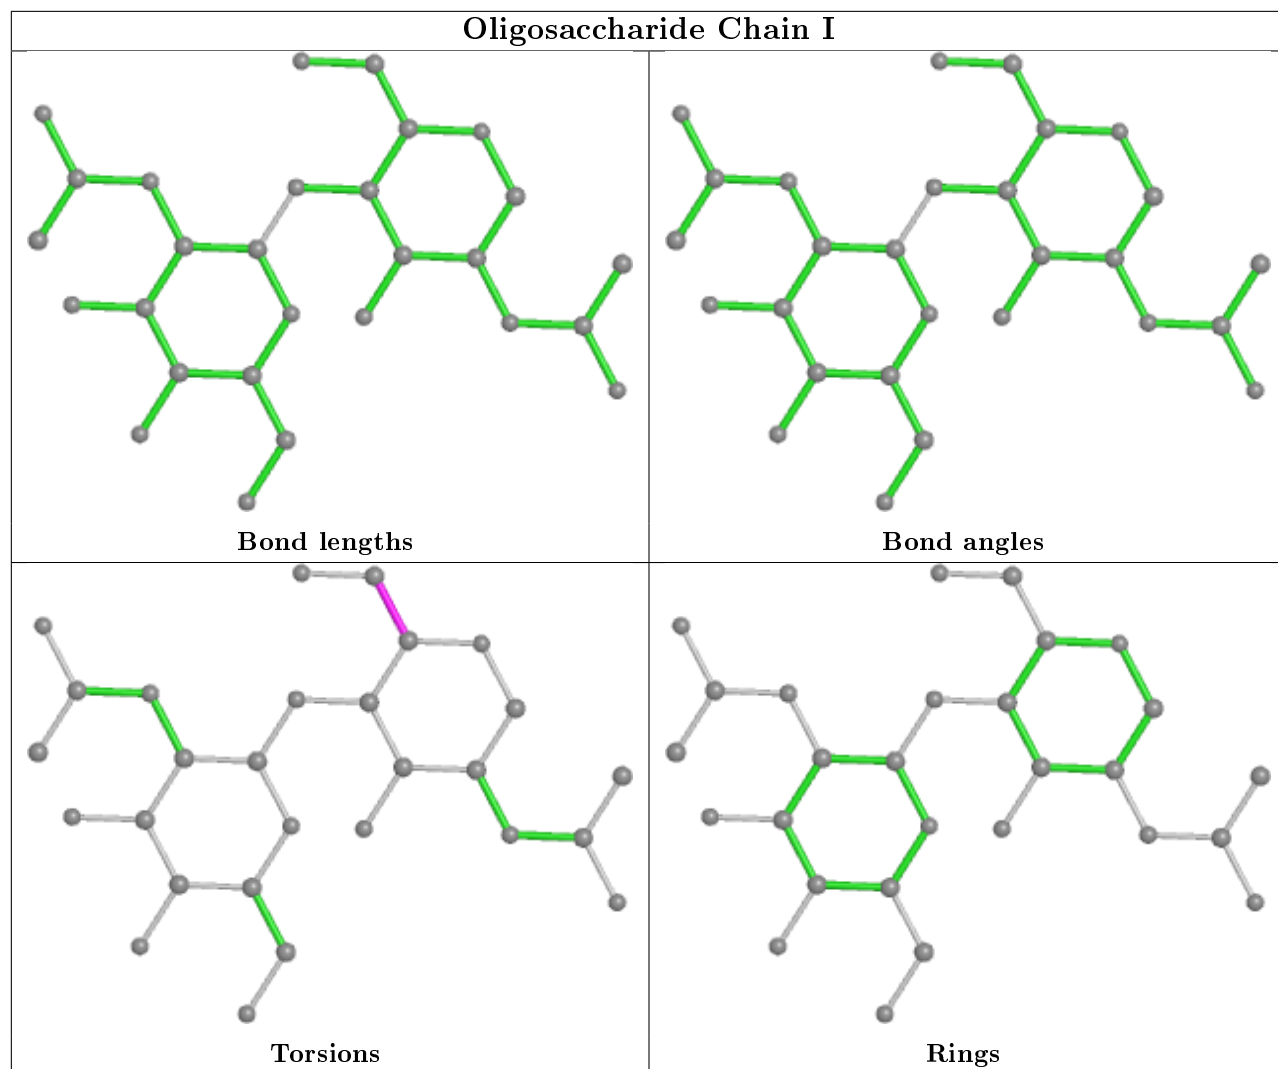 Oligosaccharide Chain I
Bond lengths
Bond angles
Torsions
Rings